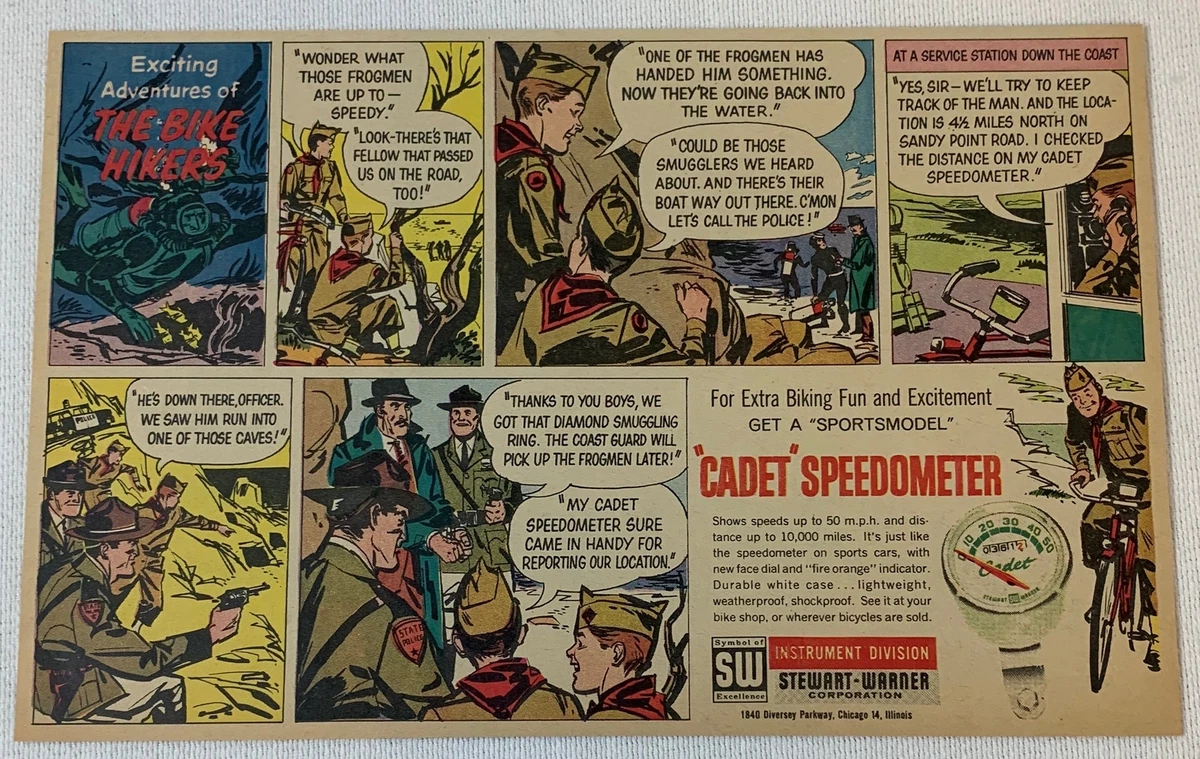 Exciting
Adventures of
THE BIKE
HIKERS
"WONDER WHAT
THOSE FROGMEN
ARE UP TO—
SPEEDY."
"LOOK-THERE'S THAT
FELLOW THAT PASSED
US ON THE ROAD,
TOO!"
"ONE OF THE FROGMEN HAS
HANDED HIM SOMETHING.
NOW THEY'RE GOING BACK INTO
THE WATER."
"COULD BE THOSE
SMUGGLERS WE HEARD
ABOUT. AND THERE'S THEIR
BOAT WAY OUT THERE. C'MON
LET'S CALL THE POLICE!"
AT A SERVICE STATION DOWN THE COAST
"YES, SIR—WE'LL TRY TO KEEP
TRACK OF THE MAN. AND THE LOCA-
TION IS 4½ MILES NORTH ON
SANDY POINT ROAD. I CHECKED
THE DISTANCE ON MY CADET
SPEEDOMETER."
POLICE
"HE'S DOWN THERE, OFFICER.
WE SAW HIM RUN INTO
ONE OF THOSE CAVES!"
STATE
"THANKS TO YOU BOYS, WE
GOT THAT DIAMOND SMUGGLING
RING. THE COAST GUARD WILL
PICK UP THE FROGMEN LATER!"
"MY CADET
SPEEDOMETER SURE
CAME IN HANDY FOR
REPORTING OUR LOCATION."
STATE
POLICE
For Extra Biking Fun and Excitement
GET A "SPORTSMODEL"
"CADET" SPEEDOMETER
Shows speeds up to 50 m.p.h. and dis-
tance up to 10,000 miles. It's just like
the speedometer on sports cars, with
new face dial and "fire orange" indicator.
Durable white case . . . lightweight,
weatherproof, shockproof. See it at your
bike shop, or wherever bicycles are sold.
10 20 30 40 50
Cadet
STEWART SW WARNER
Symbol of
SW
Excellence
INSTRUMENT DIVISION
STEWART-WARNER
CORPORATION
1840 Diversey Parkway, Chicago 14, Illinois